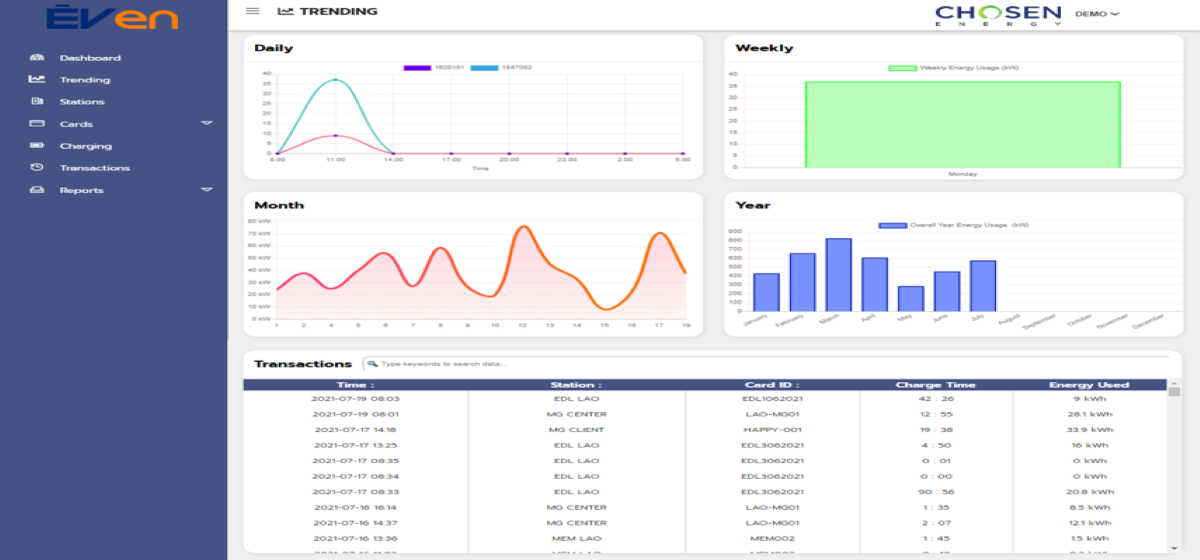 ĒVen
TRENDING
CHOSEN
ENERGY
DEMO
Dashboard
Trending
Stations
Cards
Charging
Transactions
Reports
Daily
1620151 1547082
40
35
30
25
20
15
10
5
0
8.00 11.00 14.00 17.00 20.00 23.00 2.00 5.00
Time
Weekly
Weekly Energy Usage (kW)
40
35
30
25
20
15
10
5
0
Monday
Month
80 kW
70 kW
60 kW
50 kW
40 kW
30 kW
20 kW
10 kW
0 kW
1 2 4 5 6 7 8 9 10 12 13 14 15 16 17 19
Year
Overall Year Energy Usage (kW)
900
800
700
600
500
400
300
200
100
0
January February March April May June July August September October November December
Transactions Type keywords to search data...
Time : Station : Card ID : Charge Time Energy Used
2021-07-19 08:03 EDL LAO EDL1062021 42 : 26 9 kWh
2021-07-19 08:01 MG CENTER LAO-MG01 12 : 55 28.1 kWh
2021-07-17 14:18 MG CLIENT HAPPY-001 19 : 38 33.9 kWh
2021-07-17 13:25 EDL LAO EDL3062021 4 : 50 16 kWh
2021-07-17 08:35 EDL LAO EDL3062021 0 : 01 0 kWh
2021-07-17 08:34 EDL LAO EDL3062021 0 : 00 0 kWh
2021-07-17 08:33 EDL LAO EDL3062021 90 : 56 20.8 kWh
2021-07-16 16:14 MG CENTER LAO-MG01 1 : 35 8.5 kWh
2021-07-16 14:37 MG CENTER LAO-MG01 2 : 07 12.1 kWh
2021-07-16 13:36 MEM LAO MEM002 1 : 45 1.5 kWh